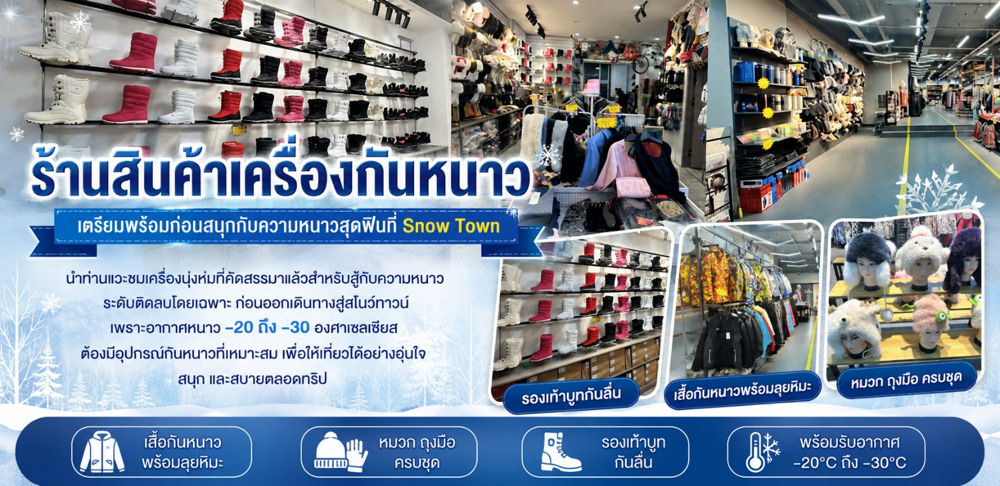 ร้านสินค้าเครื่องกันหนาว
เตรียมพร้อมก่อนสนุกกับความหนาวสุดฟินที่ Snow Town
นำท่านแวะชมเครื่องนุ่งห่มที่คัดสรรมาแล้วสำหรับสู้กับความหนาว
ระดับติดลบโดยเฉพาะ ก่อนออกเดินทางสู่สโนว์ทาวน์
เพราะอากาศหนาว -20 ถึง -30 องศาเซลเซียส
ต้องมีอุปกรณ์กันหนาวที่เหมาะสม เพื่อให้เที่ยวได้อย่างอุ่นใจ
สนุก และสบายตลอดทริป
รองเท้าบูทกันลื่น
เสื้อกันหนาวพร้อมลุยหิมะ
หมวก ถุงมือ ครบชุด
เสื้อกันหนาว
พร้อมลุยหิมะ
หมวก ถุงมือ
ครบชุด
รองเท้าบูท
กันลื่น
พร้อมรับอากาศ
-20°C ถึง -30°C